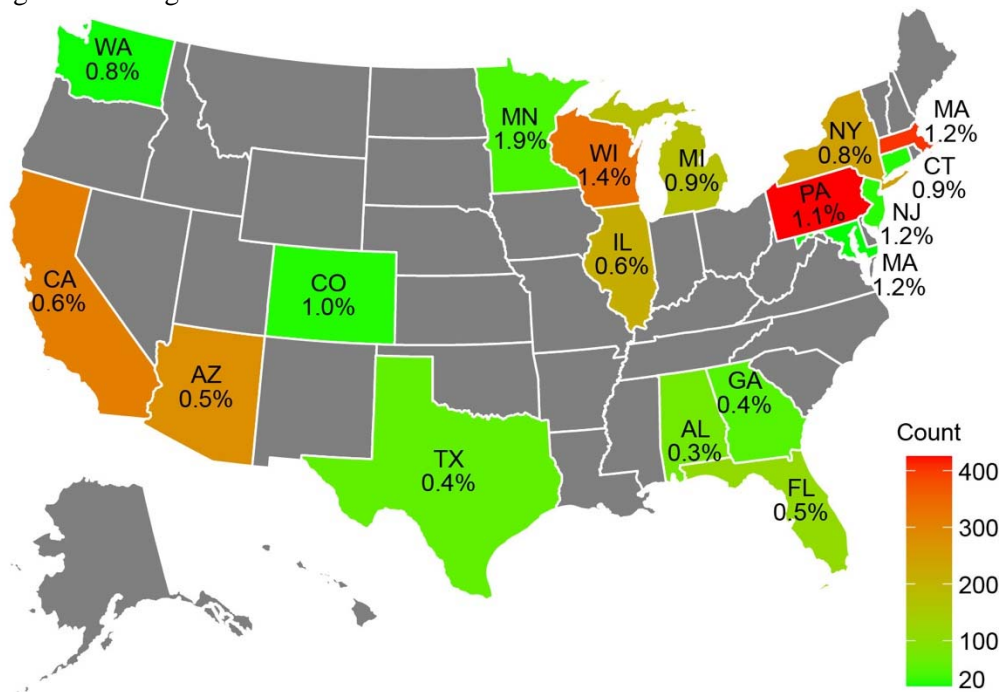 WA
0.8%
MN
1.9%
WI
1.4%
MI
0.9%
NY
0.8%
MA
1.2%
CT
0.9%
PA
1.1%
NJ
1.2%
MA
1.2%
IL
0.6%
CA
0.6%
CO
1.0%
AZ
0.5%
TX
0.4%
AL
0.3%
GA
0.4%
FL
0.5%
Count
400
300
200
100
20